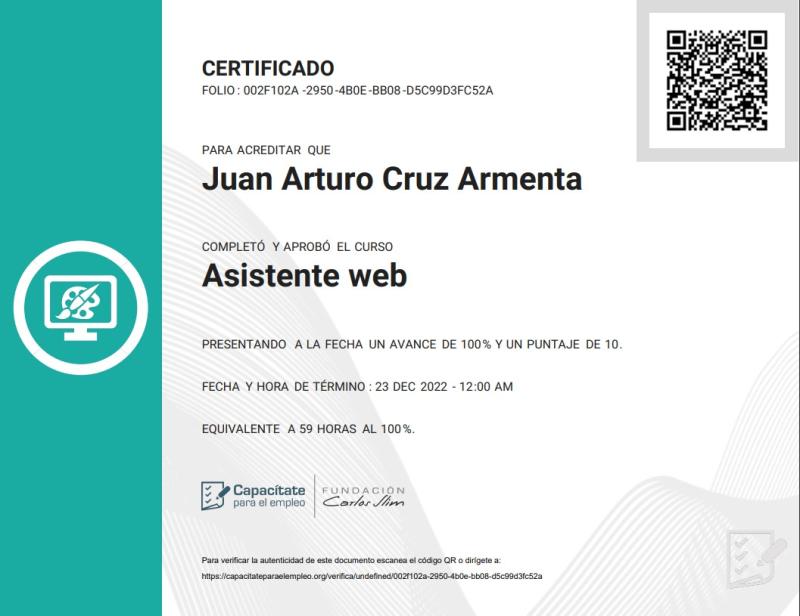 CERTIFICADO
FOLIO : 002F102A -2950-4B0E-BB08-D5C99D3FC52A
PARA ACREDITAR QUE
Juan Arturo Cruz Armenta
COMPLETÓ Y APROBÓ EL CURSO
Asistente web
PRESENTANDO A LA FECHA UN AVANCE DE 100% Y UN PUNTAJE DE 10.
FECHA Y HORA DE TÉRMINO : 23 DEC 2022 - 12:00 AM
EQUIVALENTE A 59 HORAS AL 100%.
Capacítate
para el empleo
FUNDACIÓN
Carlos Slim
Para verificar la autenticidad de este documento escanea el código QR o dirígete a:
https://capacitateparaelempleo.org/verifica/undefined/002f102a-2950-4b0e-bb08-d5c99d3fc52a